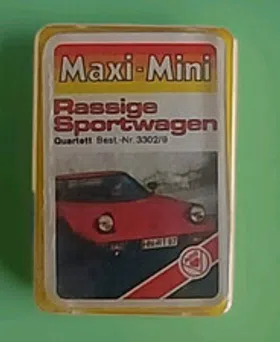 Maxi-Mini
Rassige
Sportwagen
Quartett Best.-Nr. 3302/9